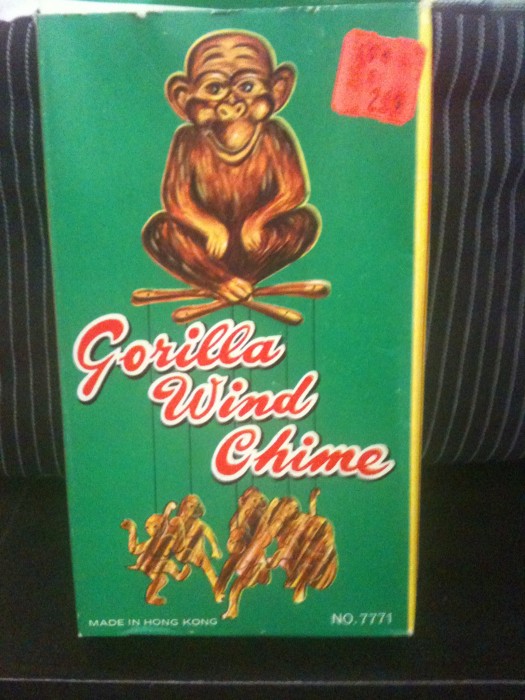 Gorilla
Wind
Chime
MADE IN HONG KONG
NO. 7771